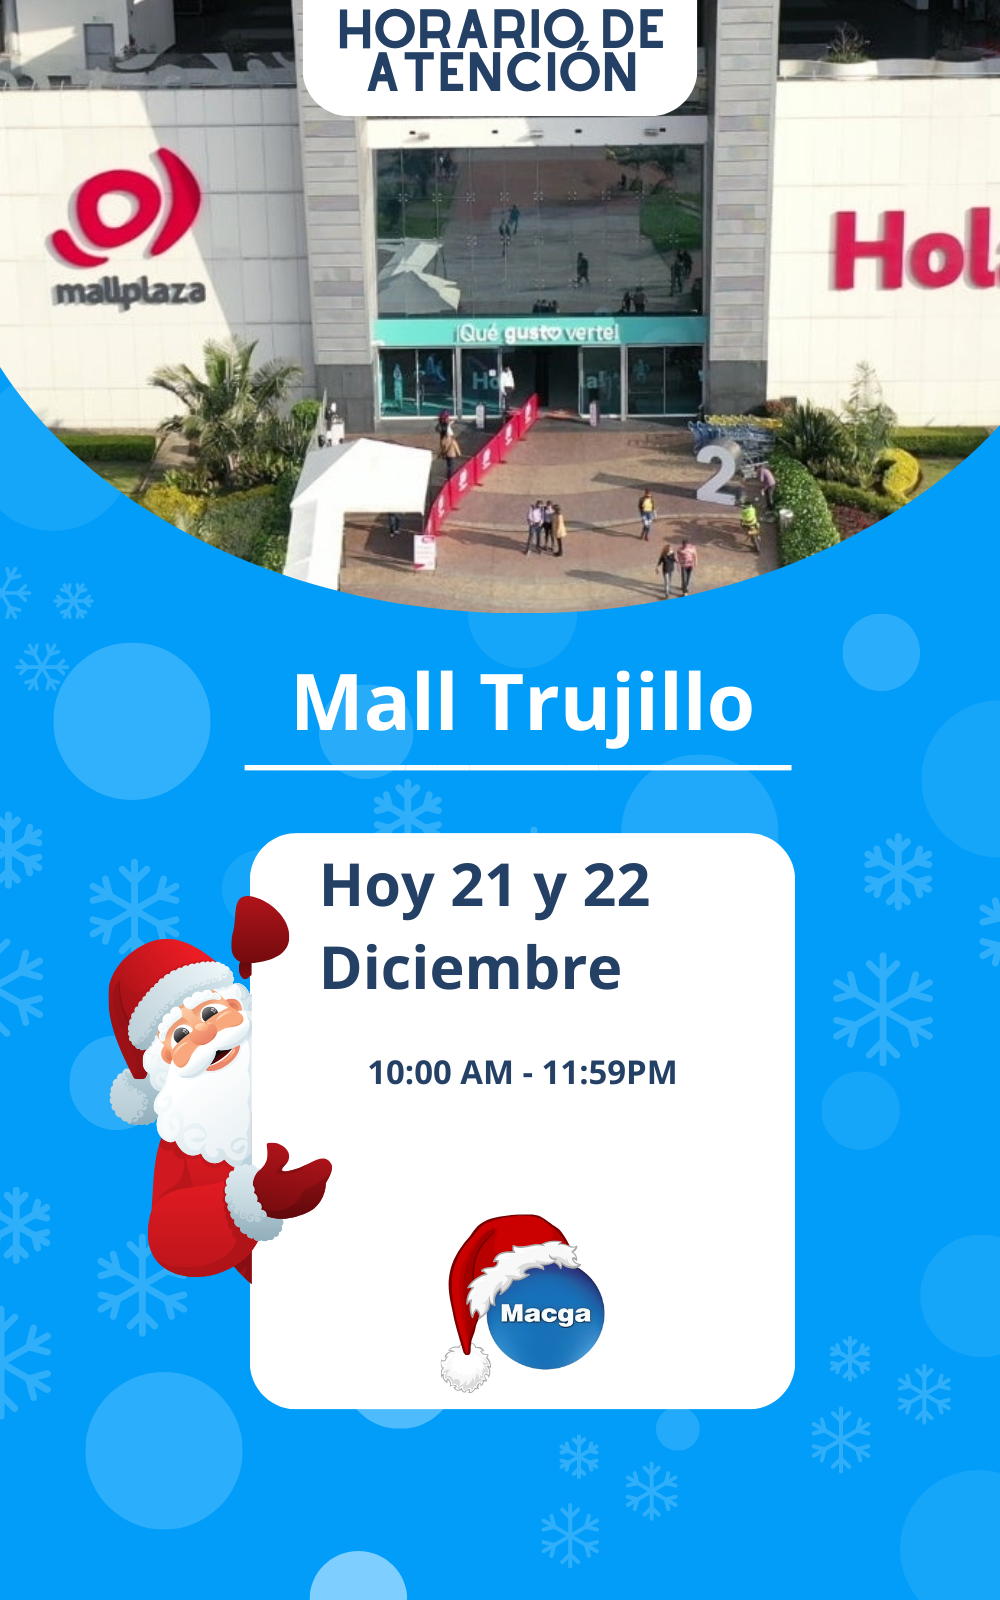 HORARIO DE
ATENCIÓN
mallplaza
¡Qué gusto verte!
2
Mall Trujillo
Hoy 21 y 22
Diciembre
10:00 AM - 11:59PM
Macga